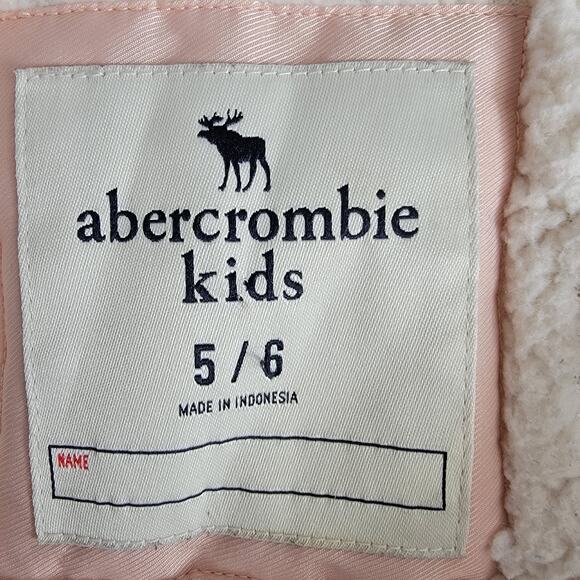 abercrombie
kids
5 / 6
MADE IN INDONESIA
NAME